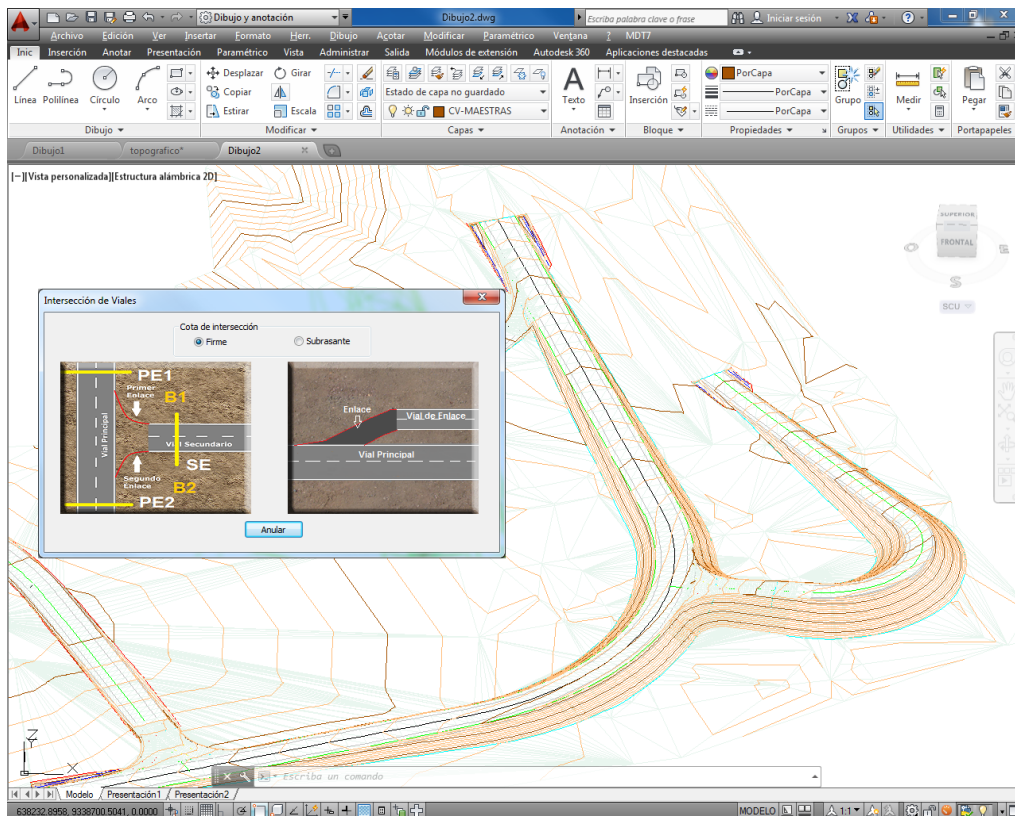 Dibujo y anotación
Dibujo2.dwg
Escriba palabra clave o frase
Iniciar sesión
Archivo Edición Ver Insertar Formato Herr. Dibujo Acotar Modificar Paramétrico Ventana ? MDT7
Inic Inserción Anotar Presentación Paramétrico Vista Administrar Salida Módulos de extensión Autodesk 360 Aplicaciones destacadas
Línea Polilínea Círculo Arco
Desplazar Girar
Copiar
Estirar Escala
Estado de capa no guardado
CV-MAESTRAS
Texto
Inserción
PorCapa
PorCapa
PorCapa
Grupo
Medir
Pegar
Dibujo Modificar Capas Anotación Bloque Propiedades Grupos Utilidades Portapapeles
Dibujo1 topografico* Dibujo2
[−][Vista personalizada][Estructura alámbrica 2D]
SUPERIOR
FRONTAL
S
SCU
Intersección de Viales
Cota de intersección
Firme Subrasante
PE1
Primer
Enlace
B1
Vial Principal
Vial Secundario
SE
Segundo
Enlace
B2
PE2
Enlace
Vial de Enlace
Vial Principal
Anular
Z
Y
X
Escriba un comando
Modelo Presentación1 Presentación2
638232.8958, 9338700.5041, 0.0000
MODELO
1:1